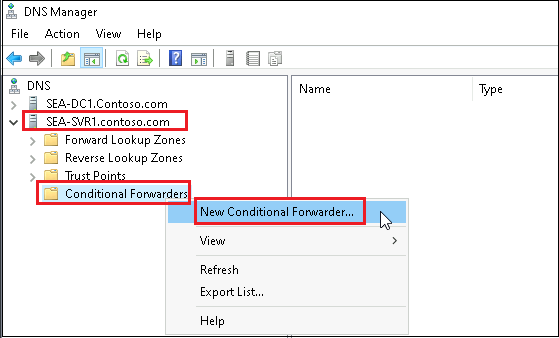 DNS Manager
File Action View Help
DNS
SEA-DC1.Contoso.com
SEA-SVR1.contoso.com
Forward Lookup Zones
Reverse Lookup Zones
Trust Points
Conditional Forwarders
Name Type
New Conditional Forwarder...
View
Refresh
Export List...
Help